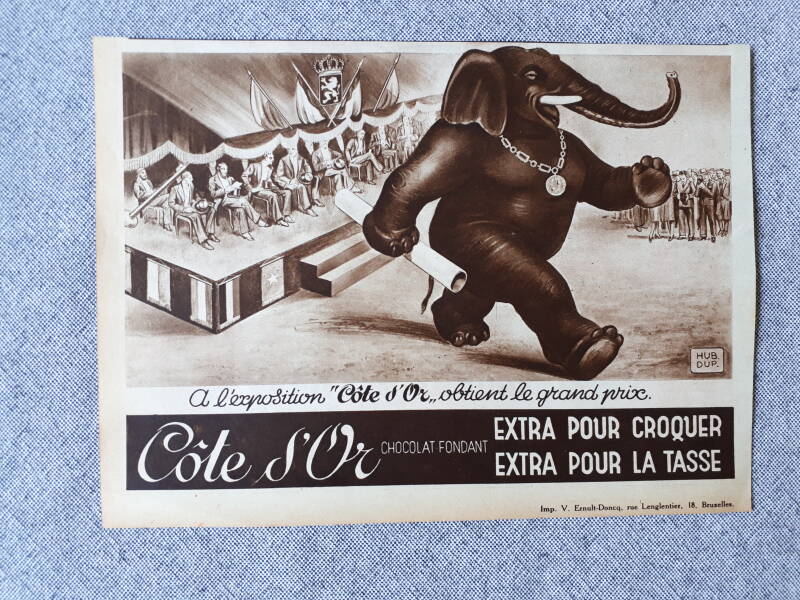 HUB.
DUP.
A l'exposition "Côte d'Or„ obtient le grand prix.
Côte d'Or CHOCOLAT-FONDANT EXTRA POUR CROQUER
EXTRA POUR LA TASSE
Imp. V. Ernult-Doncq, rue Lenglentier, 18, Bruxelles.